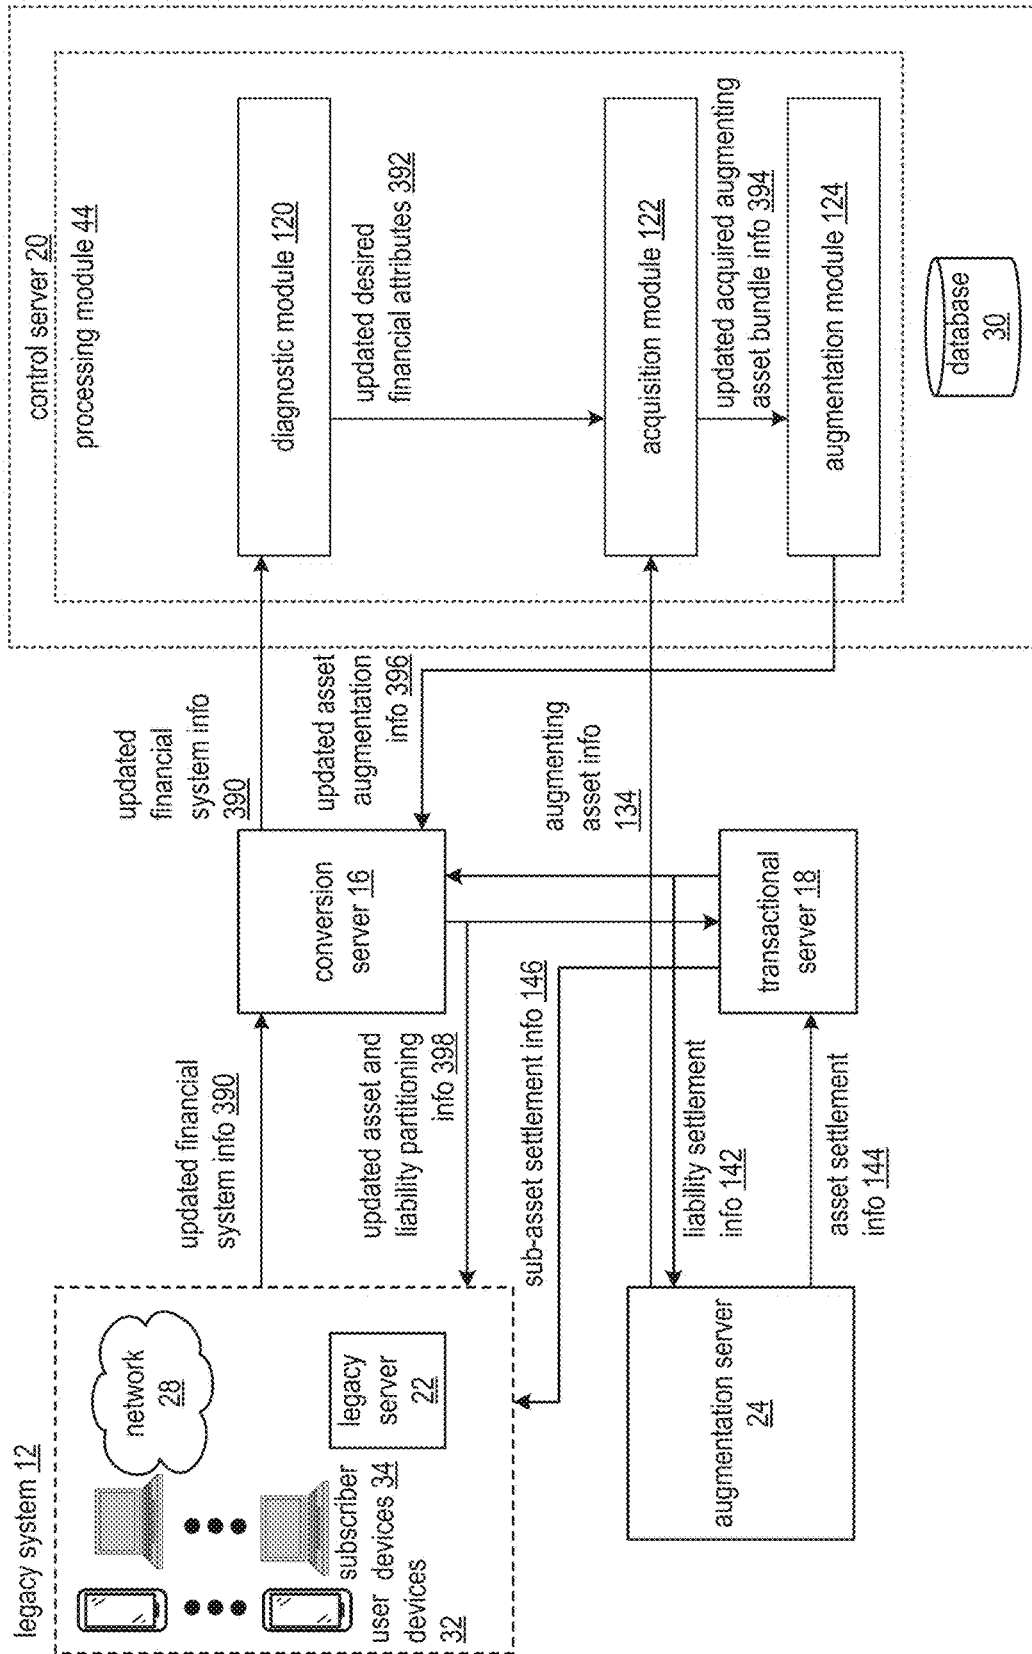 legacy system 12
network
28
legacy
server
22
subscriber
devices 34
user
devices
32
updated financial
system info 390
conversion
server 16
updated
financial
system info
390
control server 20
processing module 44
diagnostic module 120
updated desired
financial attributes 392
acquisition module 122
updated acquired augmenting
asset bundle info 394
augmentation module 124
database
30
updated asset
augmentation
info 396
updated asset and
liability partitioning
info 398
augmenting
asset info
134
sub-asset settlement info 146
liability settlement
info 142
transactional
server 18
asset settlement
info 144
augmentation server
24